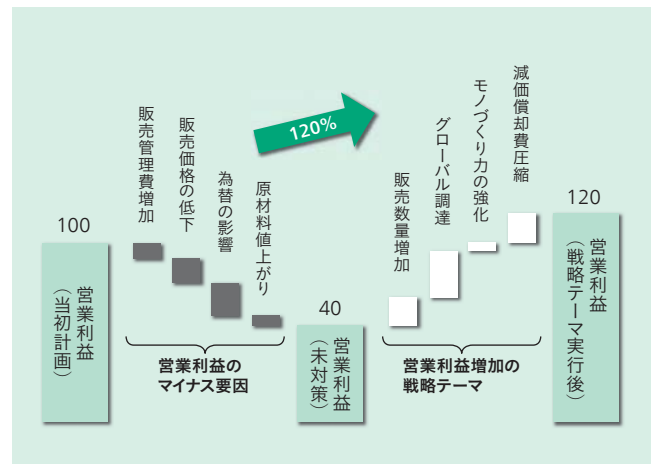 100
営業利益
（当初計画）
販売管理費増加
販売価格の低下
為替の影響
原材料値上がり
営業利益の
マイナス要因
120%
40
営業利益
（未対策）
販売数量増加
グローバル調達
モノづくり力の強化
減価償却費圧縮
営業利益増加の
戦略テーマ
120
営業利益
（戦略テーマ実行後）